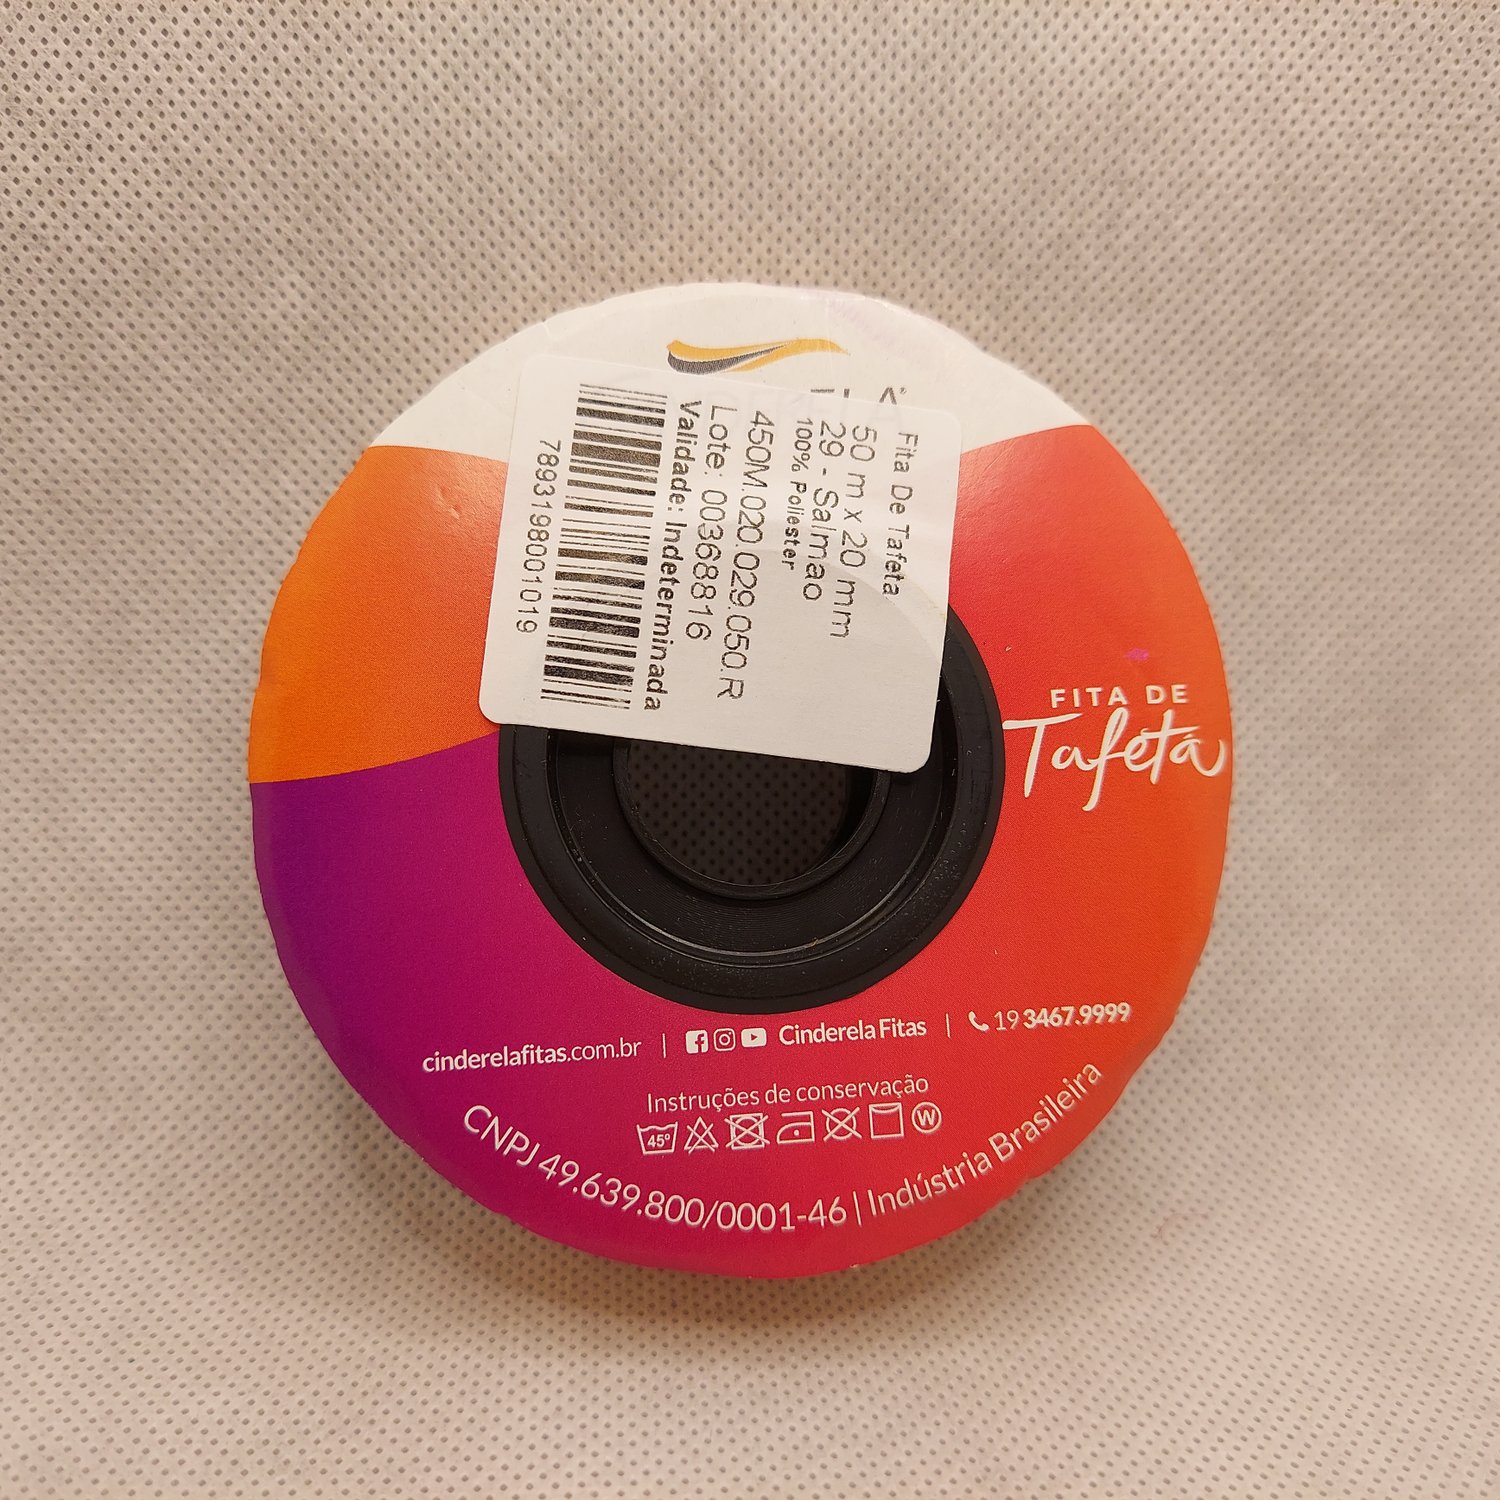 Fita De Tafeta
50 m x 20 mm
29 - Salmao
100% Poliester
450M.020.029.050.R
Lote: 00368816
Validade: Indeterminada
7893198001019
FITA DE
Tafetá
cinderelafitas.com.br | Cinderela Fitas | 19 3467.9999
Instruções de conservação
45° W
CNPJ 49.639.800/0001-46 | Indústria Brasileira